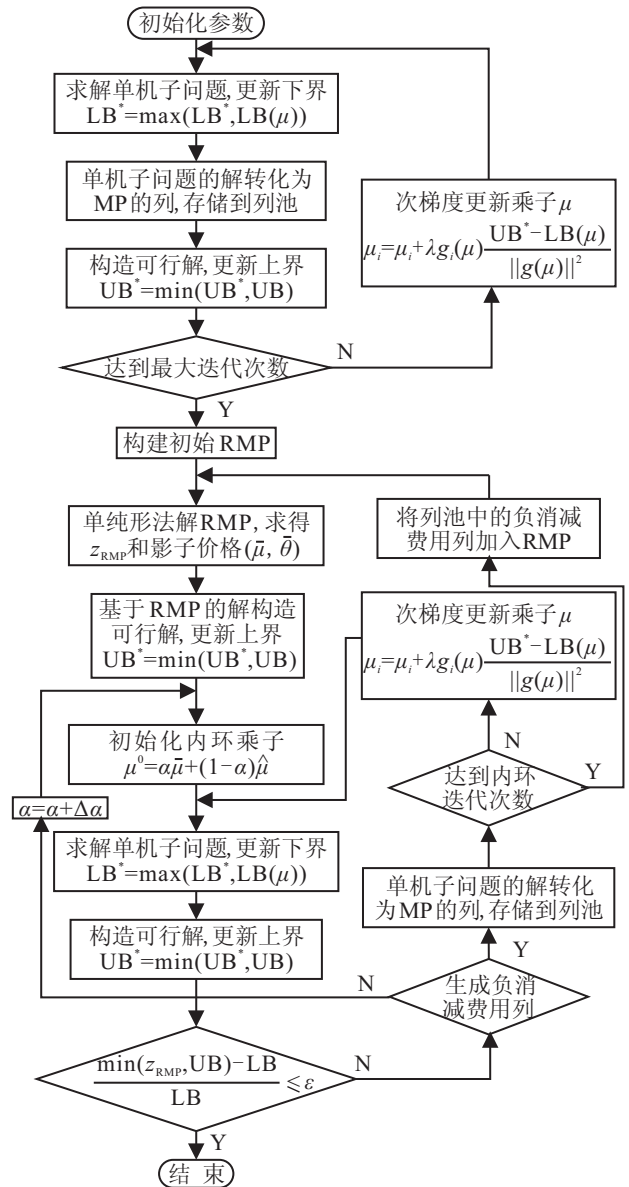 初始化参数
求解单机子问题,更新下界
LB*=max(LB*,LB(μ))
单机子问题的解转化为
MP的列,存储到列池
构造可行解,更新上界
UB*=min(UB*,UB)
次梯度更新乘子μ
μ_i=μ_i+λg_i(μ) (UB*−LB(μ))/||g(μ)||²
达到最大迭代次数
N
Y
构建初始RMP
单纯形法解RMP,求得
z_RMP和影子价格(μ̄, θ̄)
将列池中的负消减
费用列加入RMP
基于RMP的解构造
可行解,更新上界
UB*=min(UB*,UB)
次梯度更新乘子μ
μ_i=μ_i+λg_i(μ) (UB*−LB(μ))/||g(μ)||²
初始化内环乘子
μ⁰=αμ̄+(1−α)μ̂
N
达到内环
迭代次数
Y
α=α+Δα
求解单机子问题,更新下界
LB*=max(LB*,LB(μ))
单机子问题的解转化
为MP的列,存储到列池
构造可行解,更新上界
UB*=min(UB*,UB)
Y
N
生成负消
减费用列
(min(z_RMP,UB)−LB)/LB ⩽ε
N
Y
结 束